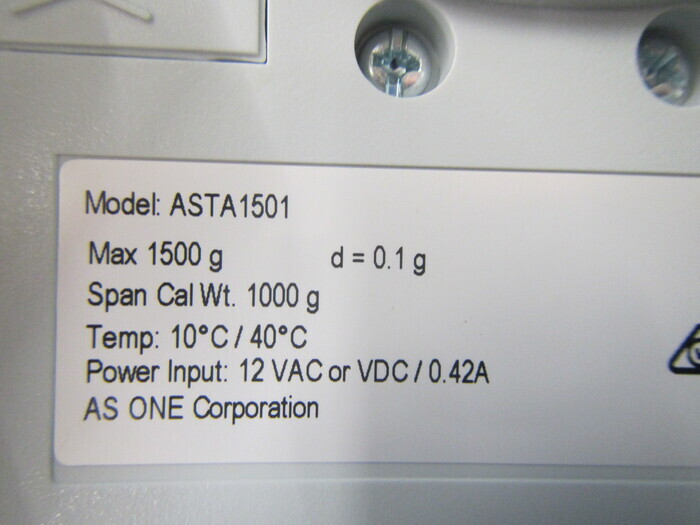 Model: ASTA1501
Max 1500 g d = 0.1 g
Span Cal Wt. 1000 g
Temp: 10°C / 40°C
Power Input: 12 VAC or VDC / 0.42A
AS ONE Corporation